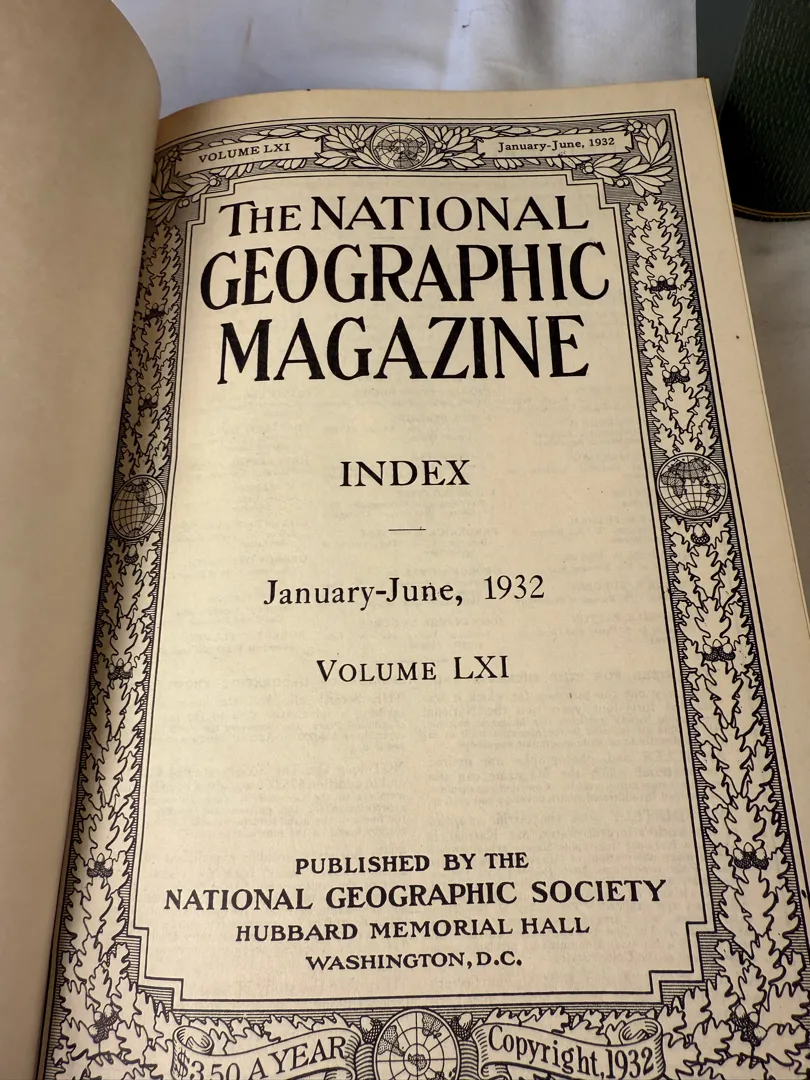 VOLUME LXI
January-June, 1932
THE NATIONAL
GEOGRAPHIC
MAGAZINE
INDEX
January-June, 1932
VOLUME LXI
PUBLISHED BY THE
NATIONAL GEOGRAPHIC SOCIETY
HUBBARD MEMORIAL HALL
WASHINGTON, D.C.
$3.50 A YEAR
Copyright, 1932